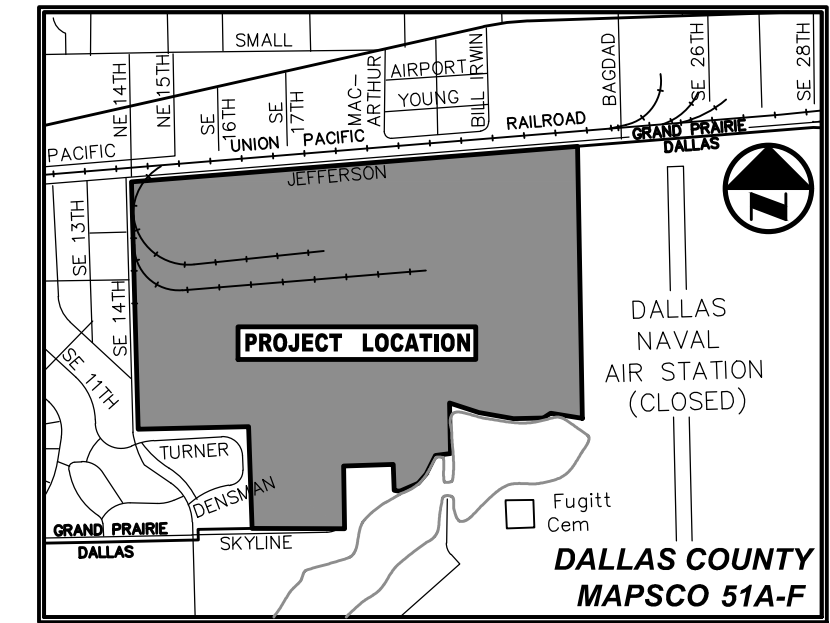 SMALL
NE 14TH
NE 15TH
SE
16TH
SE
17TH
MAC-
ARTHUR
AIRPORT
YOUNG
BILL IRWIN
BAGDAD
SE 26TH
SE 28TH
PACIFIC
UNION PACIFIC RAILROAD
GRAND PRAIRIE
DALLAS
JEFFERSON
N
SE 13TH
SE 14TH
SE 11TH
PROJECT LOCATION
DALLAS
NAVAL
AIR STATION
(CLOSED)
TURNER
DENSMAN
GRAND PRAIRIE
DALLAS
SKYLINE
Fugitt
Cem
DALLAS COUNTY
MAPSCO 51A-F